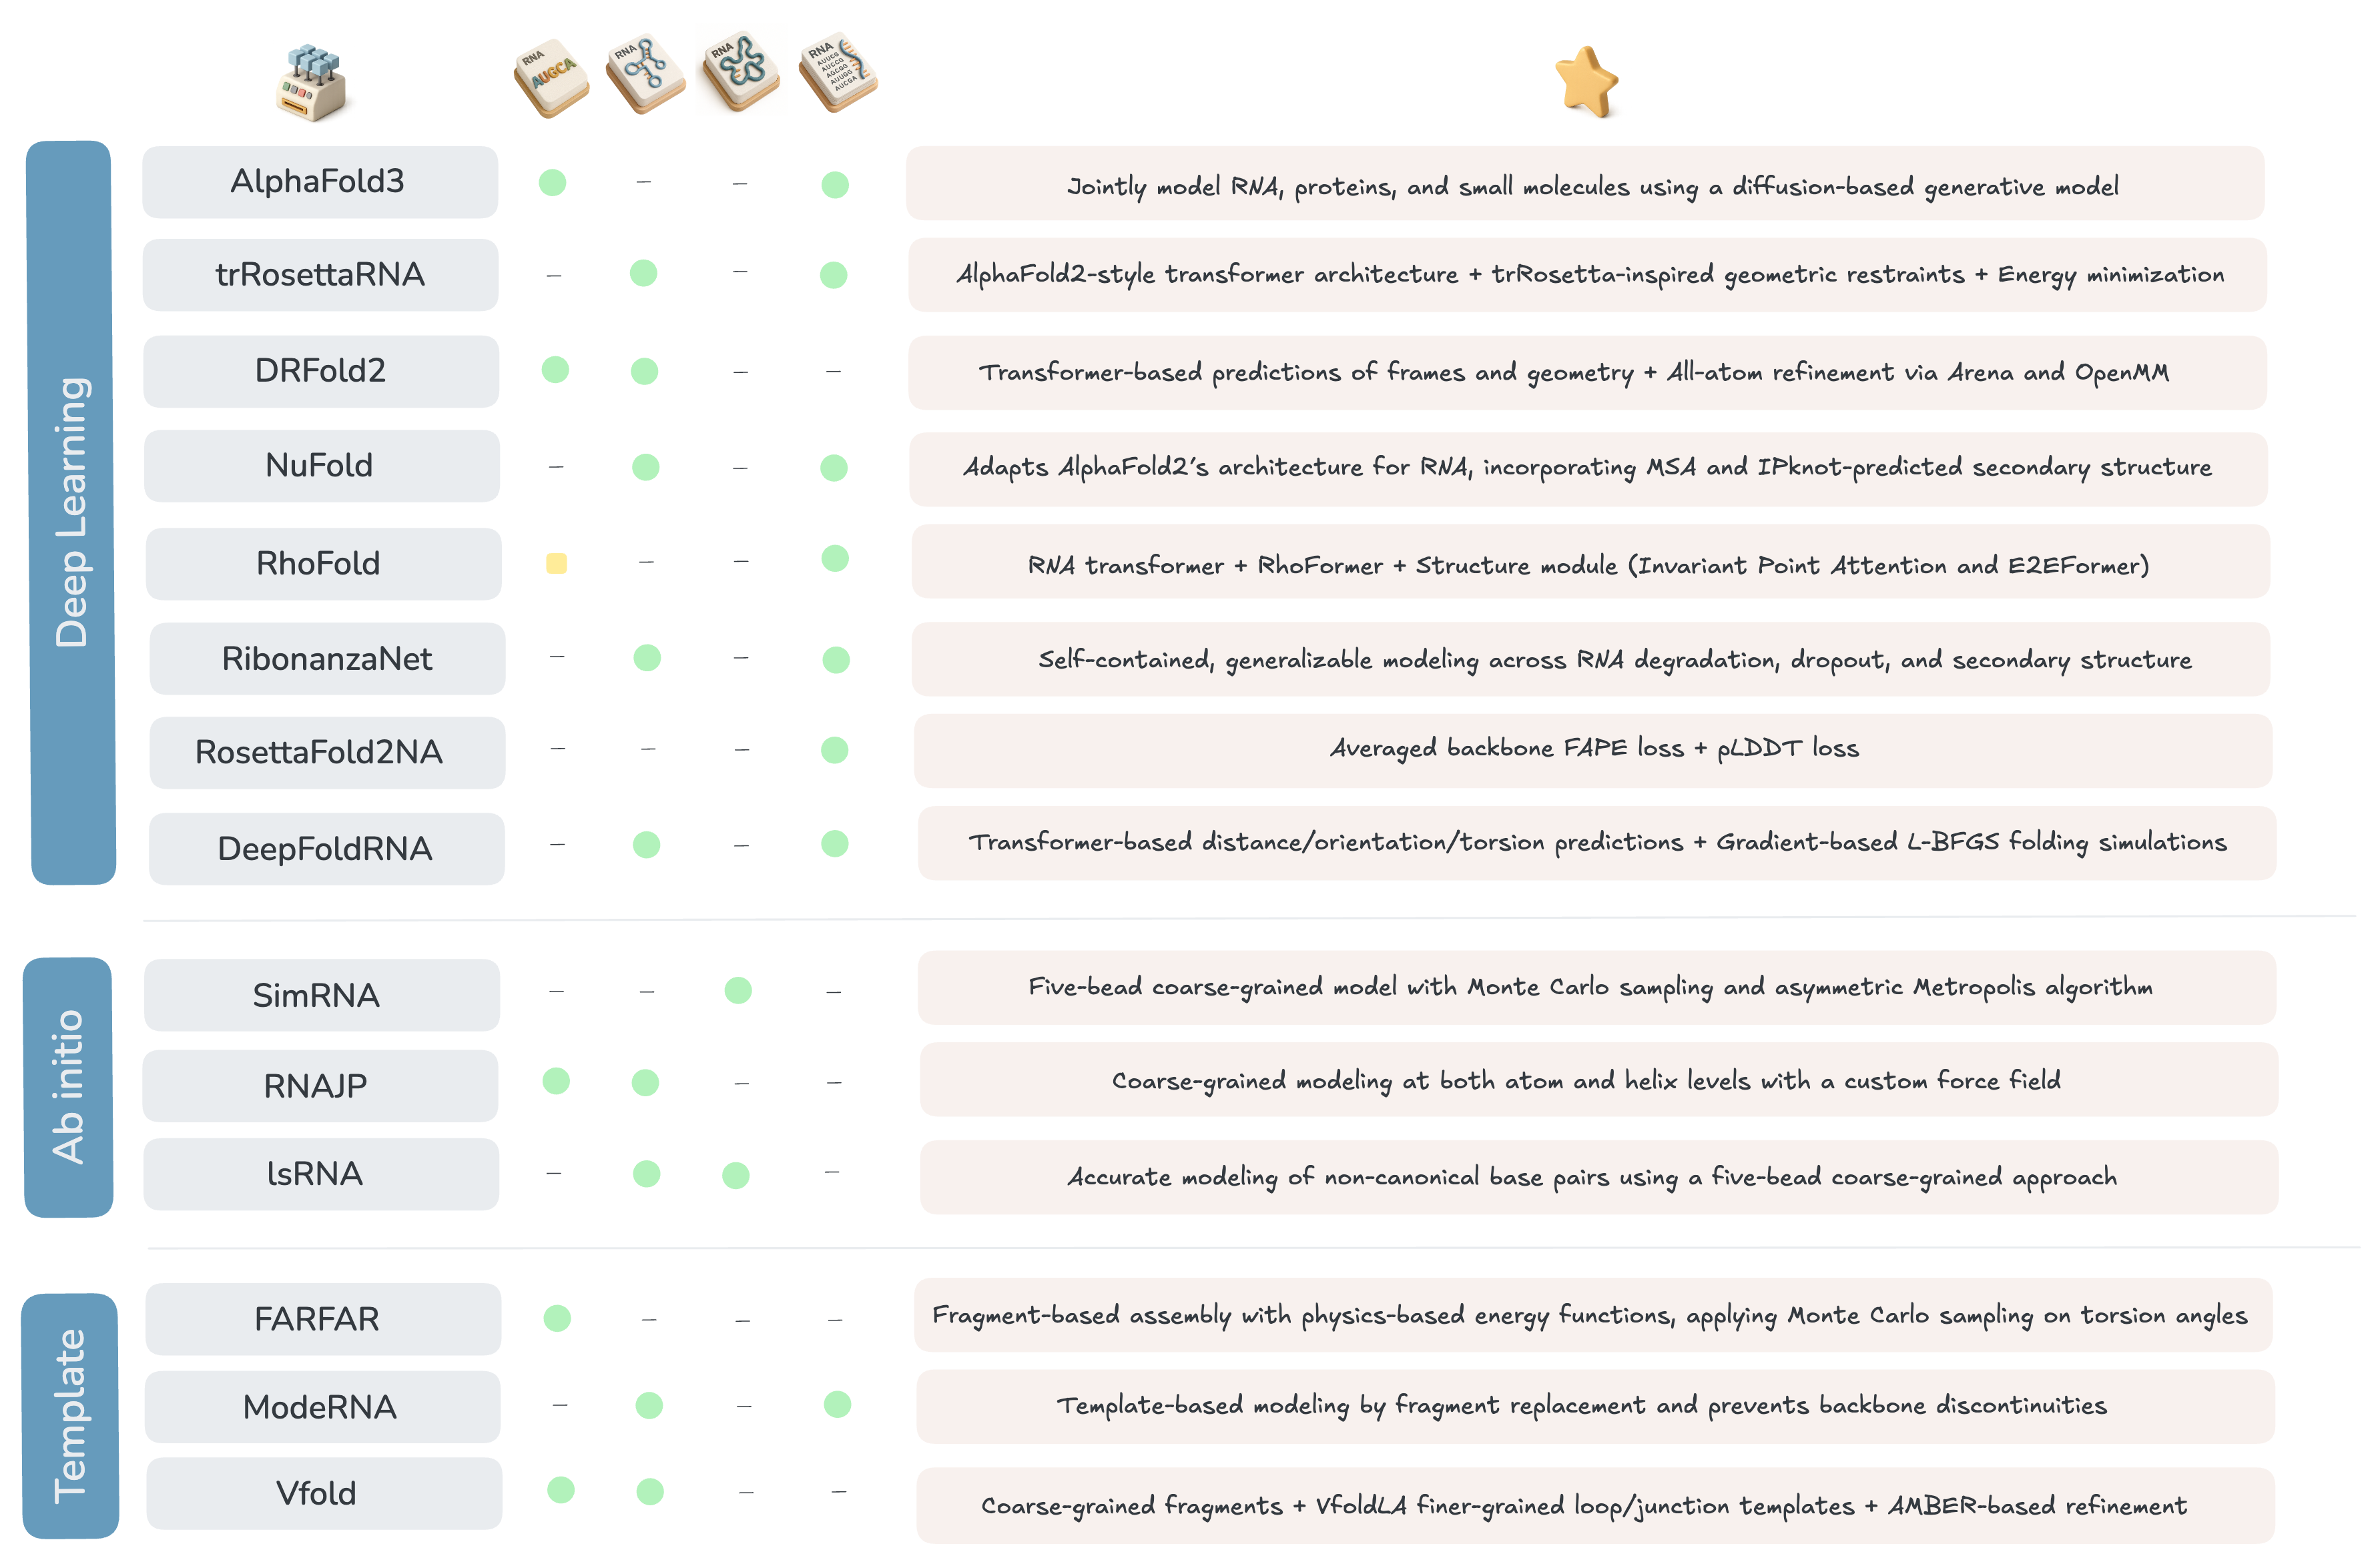 RNA
AUGCA
RNA
RNA
RNA
AUUCG
AUCCG
AGCGG
AUUGG
AUCGA
Deep Learning
AlphaFold3
Jointly model RNA, proteins, and small molecules using a diffusion-based generative model
trRosettaRNA
AlphaFold2-style transformer architecture + trRosetta-inspired geometric restraints + Energy minimization
DRFold2
Transformer-based predictions of frames and geometry + All-atom refinement via Arena and OpenMM
NuFold
Adapts AlphaFold2's architecture for RNA, incorporating MSA and IPknot-predicted secondary structure
RhoFold
RNA transformer + RhoFormer + Structure module (Invariant Point Attention and E2EFormer)
RibonanzaNet
Self-contained, generalizable modeling across RNA degradation, dropout, and secondary structure
RosettaFold2NA
Averaged backbone FAPE loss + pLDDT loss
DeepFoldRNA
Transformer-based distance/orientation/torsion predictions + Gradient-based L-BFGS folding simulations
Ab initio
SimRNA
Five-bead coarse-grained model with Monte Carlo sampling and asymmetric Metropolis algorithm
RNAJP
Coarse-grained modeling at both atom and helix levels with a custom force field
IsRNA
Accurate modeling of non-canonical base pairs using a five-bead coarse-grained approach
Template
FARFAR
Fragment-based assembly with physics-based energy functions, applying Monte Carlo sampling on torsion angles
ModeRNA
Template-based modeling by fragment replacement and prevents backbone discontinuities
Vfold
Coarse-grained fragments + VfoldLA finer-grained loop/junction templates + AMBER-based refinement